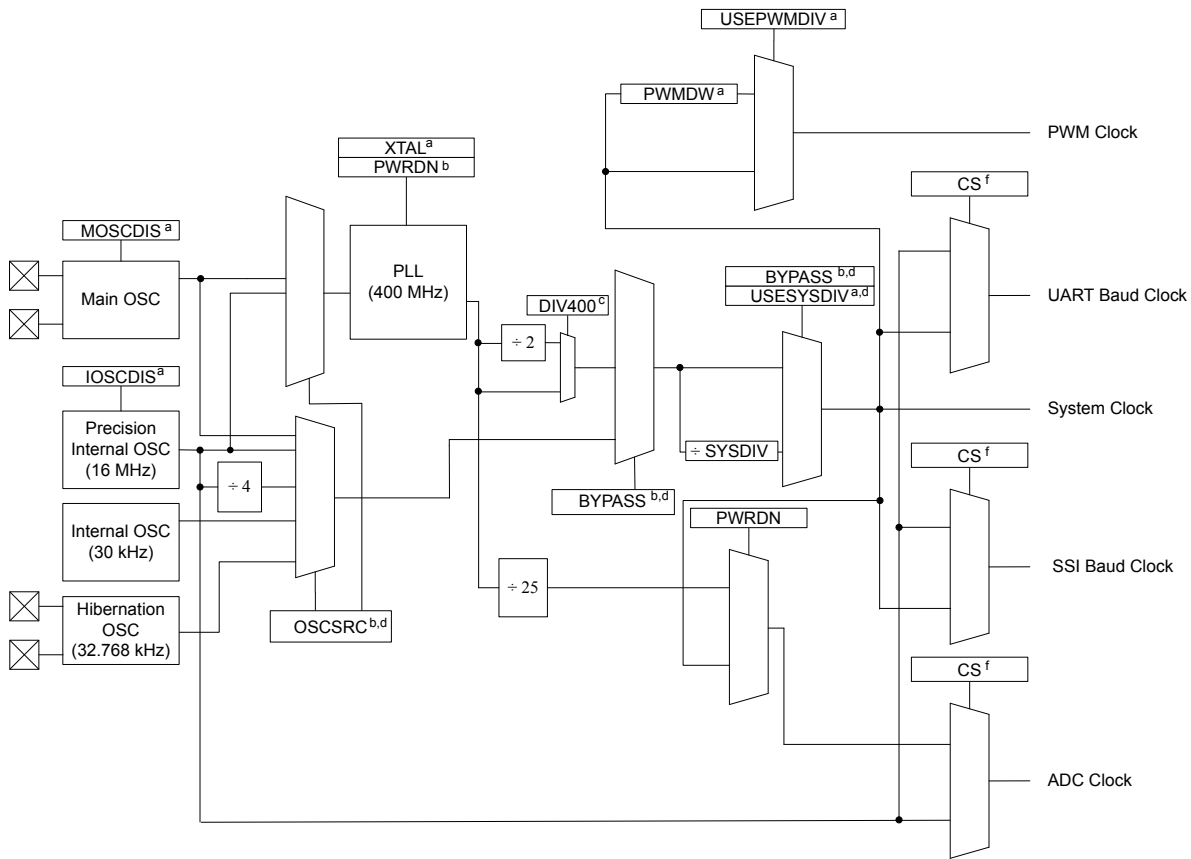 USEPWMDIV a
PWMDW a
PWM Clock
XTAL a
PWRDN b
CS f
MOSCDIS a
Main OSC
PLL
(400 MHz)
BYPASS b,d
USESYSDIV a,d
UART Baud Clock
DIV400 c
÷ 2
IOSCDIS a
Precision
Internal OSC
(16 MHz)
System Clock
÷ SYSDIV
CS f
÷ 4
BYPASS b,d
PWRDN
Internal OSC
(30 kHz)
SSI Baud Clock
÷ 25
Hibernation
OSC
(32.768 kHz)
OSCSRC b,d
CS f
ADC Clock